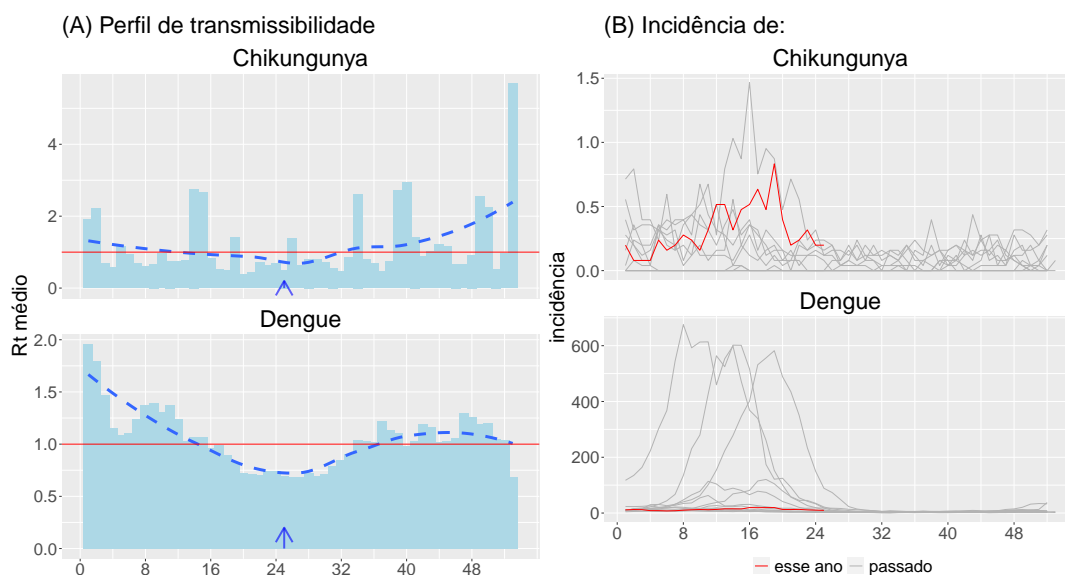 (A) Perfil de transmissibilidade
Chikungunya
4
2
1
0
Dengue
2.0
1.5
1.0
0.5
0.0
0 8 16 24 32 40 48
Rt médio
(B) Incidência de:
Chikungunya
1.5
1.0
0.5
0.0
Dengue
600
400
200
0
0 8 16 24 32 40 48
incidência
esse ano passado